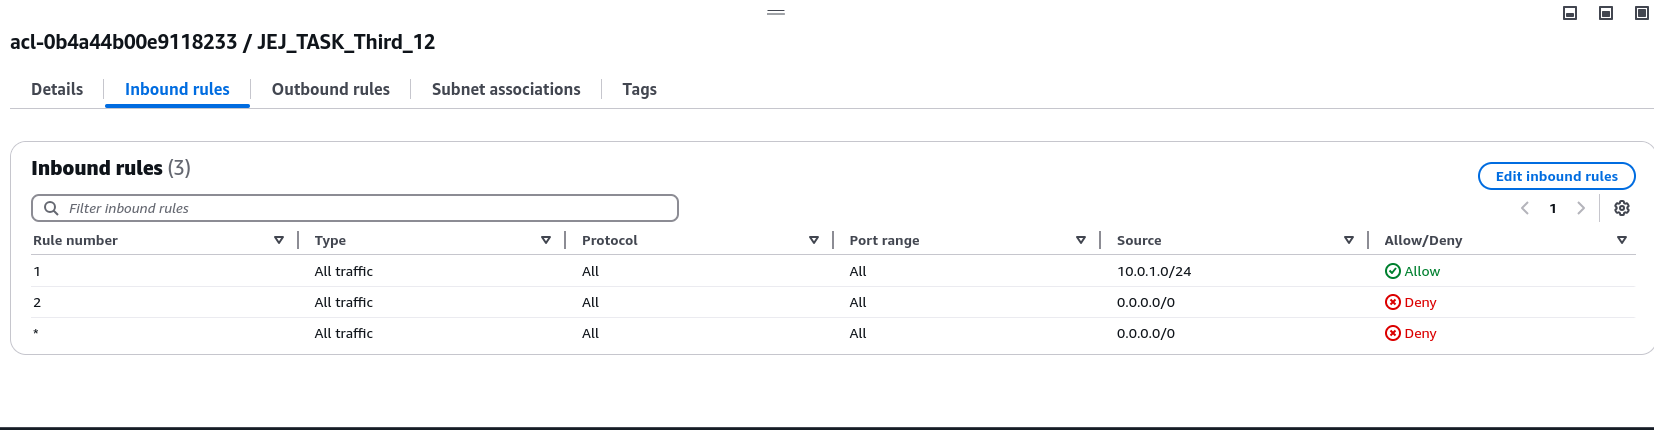 acl-0b4a44b00e9118233 / JEJ_TASK_Third_12
Details Inbound rules Outbound rules Subnet associations Tags
Inbound rules (3)
Edit inbound rules
Filter inbound rules
1
Rule number Type Protocol Port range Source Allow/Deny
1 All traffic All All 10.0.1.0/24 Allow
2 All traffic All All 0.0.0.0/0 Deny
* All traffic All All 0.0.0.0/0 Deny